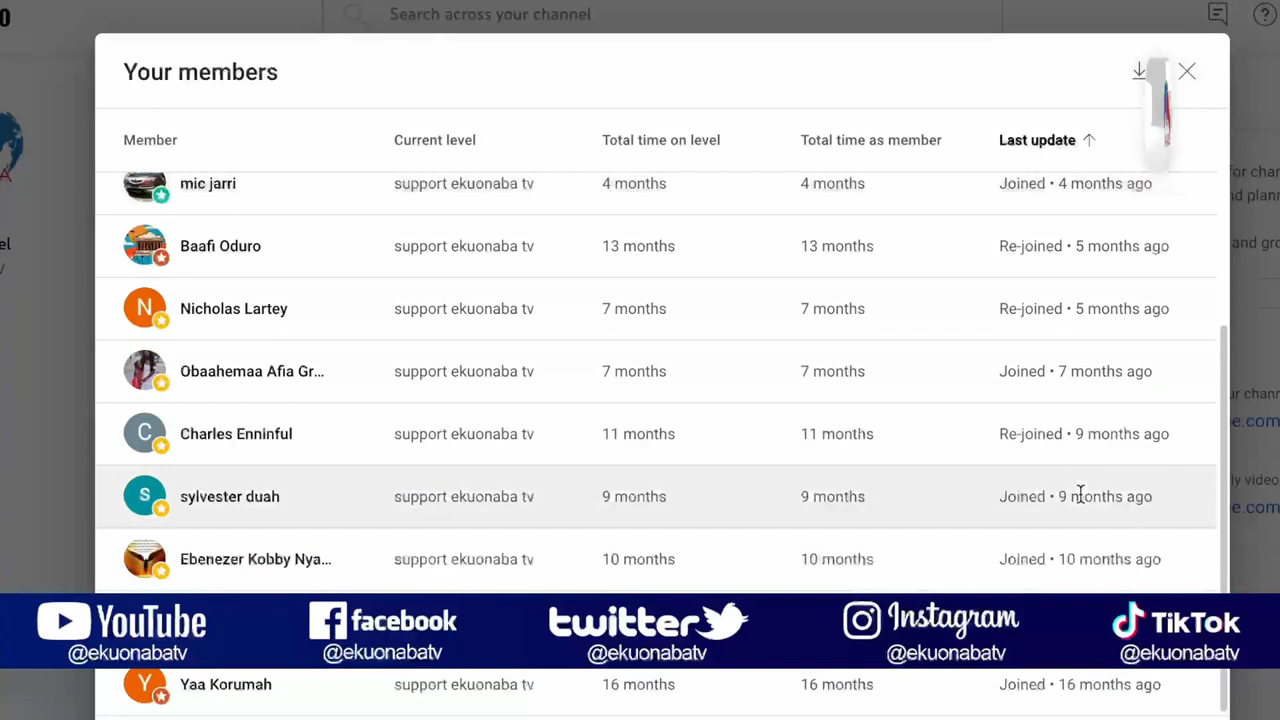 0
Search across your channel
Your members
Member Current level Total time on level Total time as member Last update
mic jarri support ekuonaba tv 4 months 4 months Joined • 4 months ago
Baafi Oduro support ekuonaba tv 13 months 13 months Re-joined • 5 months ago
N Nicholas Lartey support ekuonaba tv 7 months 7 months Re-joined • 5 months ago
Obaahemaa Afia Gr... support ekuonaba tv 7 months 7 months Joined • 7 months ago
C Charles Enninful support ekuonaba tv 11 months 11 months Re-joined • 9 months ago
S sylvester duah support ekuonaba tv 9 months 9 months Joined • 9 months ago
Ebenezer Kobby Nya... support ekuonaba tv 10 months 10 months Joined • 10 months ago
YouTube facebook twitter Instagram TikTok
@ekuonabatv @ekuonabatv @ekuonabatv @ekuonabatv @ekuonabatv
Y Yaa Korumah support ekuonaba tv 16 months 16 months Joined • 16 months ago